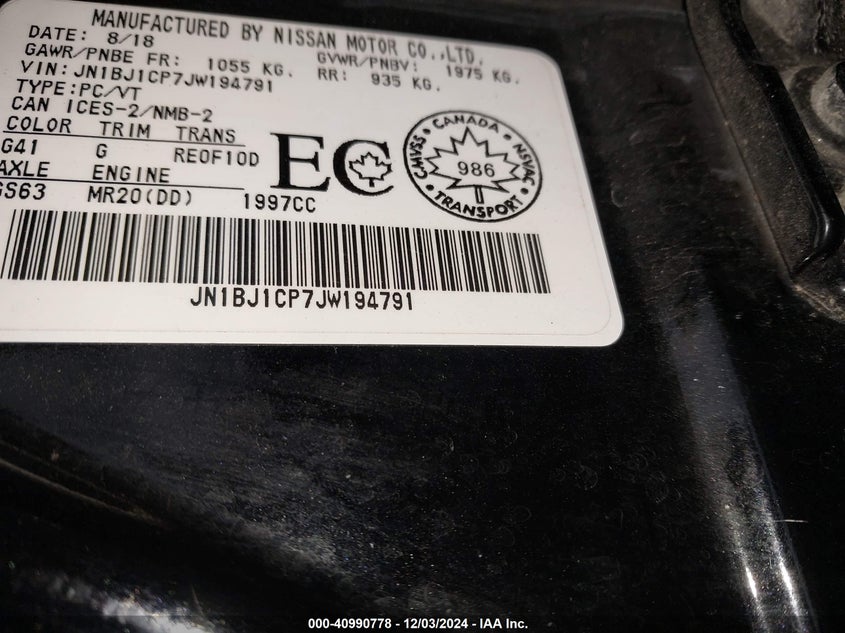 MANUFACTURED BY NISSAN MOTOR CO.,LTD.
DATE: 8/18
GAWR/PNBE FR: 1055 KG. GVWR/PNBV: 1975 KG.
VIN: JN1BJ1CP7JW194791 RR: 935 KG.
TYPE:PC/VT
CAN ICES-2/NMB-2
COLOR TRIM TRANS
G41 G RE0F10D
AXLE ENGINE
GS63 MR20(DD) 1997CC
EC
CANADA
CMVSS 986 NSVAC
TRANSPORT
JN1BJ1CP7JW194791
000-40990778 - 12/03/2024 - IAA Inc.